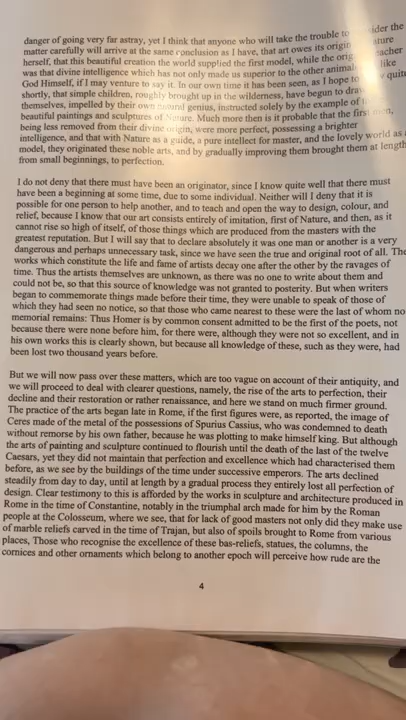 danger of going very far astray, yet I think that anyone who will take the trouble to ider the
matter carefully will arrive at the same conclusion as I have, that art owes its origin ature
herself, that this beautiful creation the world supplied the first model, while the orig eacher
was that divine intelligence which has not only made us superior to the other animal like
God Himself, if I may venture to say it. In our own time it has been seen, as I hope to quite
shortly, that simple children, roughly brought up in the wilderness, have begun to draw
themselves, impelled by their own natural genius, instructed solely by the example of
beautiful paintings and sculptures of Nature. Much more then is it probable that the first men,
being less removed from their divine origin, were more perfect, possessing a brighter
intelligence, and that with Nature as a guide, a pure intellect for master, and the lovely world as a
model, they originated these noble arts, and by gradually improving them brought them at length
from small beginnings, to perfection.
I do not deny that there must have been an originator, since I know quite well that there must
have been a beginning at some time, due to some individual. Neither will I deny that it is
possible for one person to help another, and to teach and open the way to design, colour, and
relief, because I know that our art consists entirely of imitation, first of Nature, and then, as it
cannot rise so high of itself, of those things which are produced from the masters with the
greatest reputation. But I will say that to declare absolutely it was one man or another is a very
dangerous and perhaps unnecessary task, since we have seen the true and original root of all. The
works which constitute the life and fame of artists decay one after the other by the ravages of
time. Thus the artists themselves are unknown, as there was no one to write about them and
could not be, so that this source of knowledge was not granted to posterity. But when writers
began to commemorate things made before their time, they were unable to speak of those of
which they had seen no notice, so that those who came nearest to these were the last of whom no
memorial remains: Thus Homer is by common consent admitted to be the first of the poets, not
because there were none before him, for there were, although they were not so excellent, and in
his own works this is clearly shown, but because all knowledge of these, such as they were, had
been lost two thousand years before.
But we will now pass over these matters, which are too vague on account of their antiquity, and
we will proceed to deal with clearer questions, namely, the rise of the arts to perfection, their
decline and their restoration or rather renaissance, and here we stand on much firmer ground.
The practice of the arts began late in Rome, if the first figures were, as reported, the image of
Ceres made of the metal of the possessions of Spurius Cassius, who was condemned to death
without remorse by his own father, because he was plotting to make himself king. But although
the arts of painting and sculpture continued to flourish until the death of the last of the twelve
Caesars, yet they did not maintain that perfection and excellence which had characterised them
before, as we see by the buildings of the time under successive emperors. The arts declined
steadily from day to day, until at length by a gradual process they entirely lost all perfection of
design. Clear testimony to this is afforded by the works in sculpture and architecture produced in
Rome in the time of Constantine, notably in the triumphal arch made for him by the Roman
people at the Colosseum, where we see, that for lack of good masters not only did they make use
of marble reliefs carved in the time of Trajan, but also of spoils brought to Rome from various
places, Those who recognise the excellence of these bas-reliefs, statues, the columns, the
cornices and other ornaments which belong to another epoch will perceive how rude are the
4